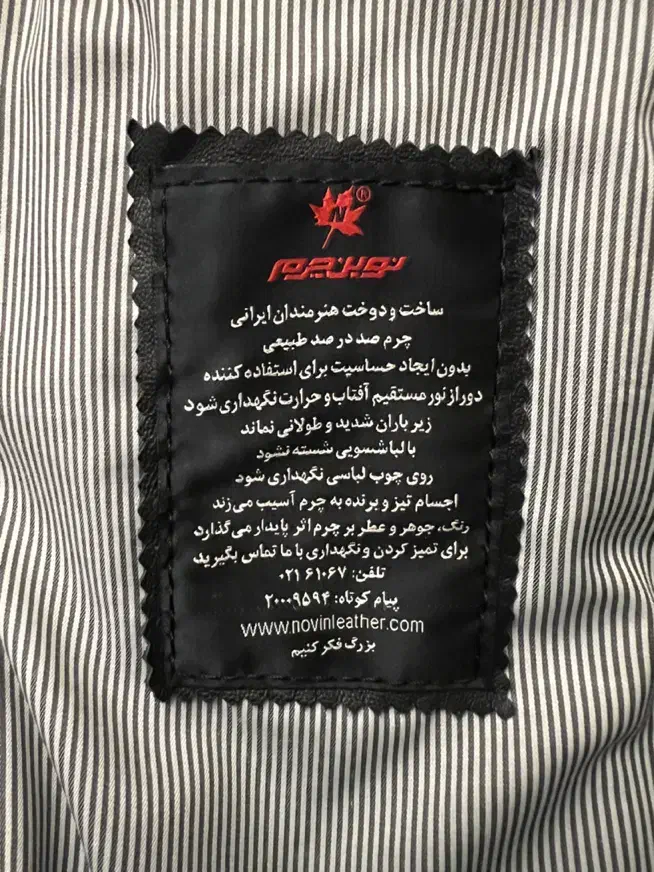 N ®
نوین چرم
ساخت و دوخت هنرمندان ایرانی
چرم صد در صد طبیعی
بدون ایجاد حساسیت برای استفاده کننده
دور از نور مستقیم آفتاب و حرارت نگهداری شود
زیر باران شدید و طولانی نماند
با لباسشویی شسته نشود
روی چوب لباسی نگهداری شود
اجسام تیز و برنده به چرم آسیب می زند
رنگ، جوهر و عطر بر چرم اثر پایدار می گذارد
برای تمیز کردن و نگهداری با ما تماس بگیرید
تلفن: ۶۱۰۶۷ ۰۲۱
پیام کوتاه: ۲۰۰۰۹۵۹۴
www.novinleather.com
بزرگ فکر کنیم